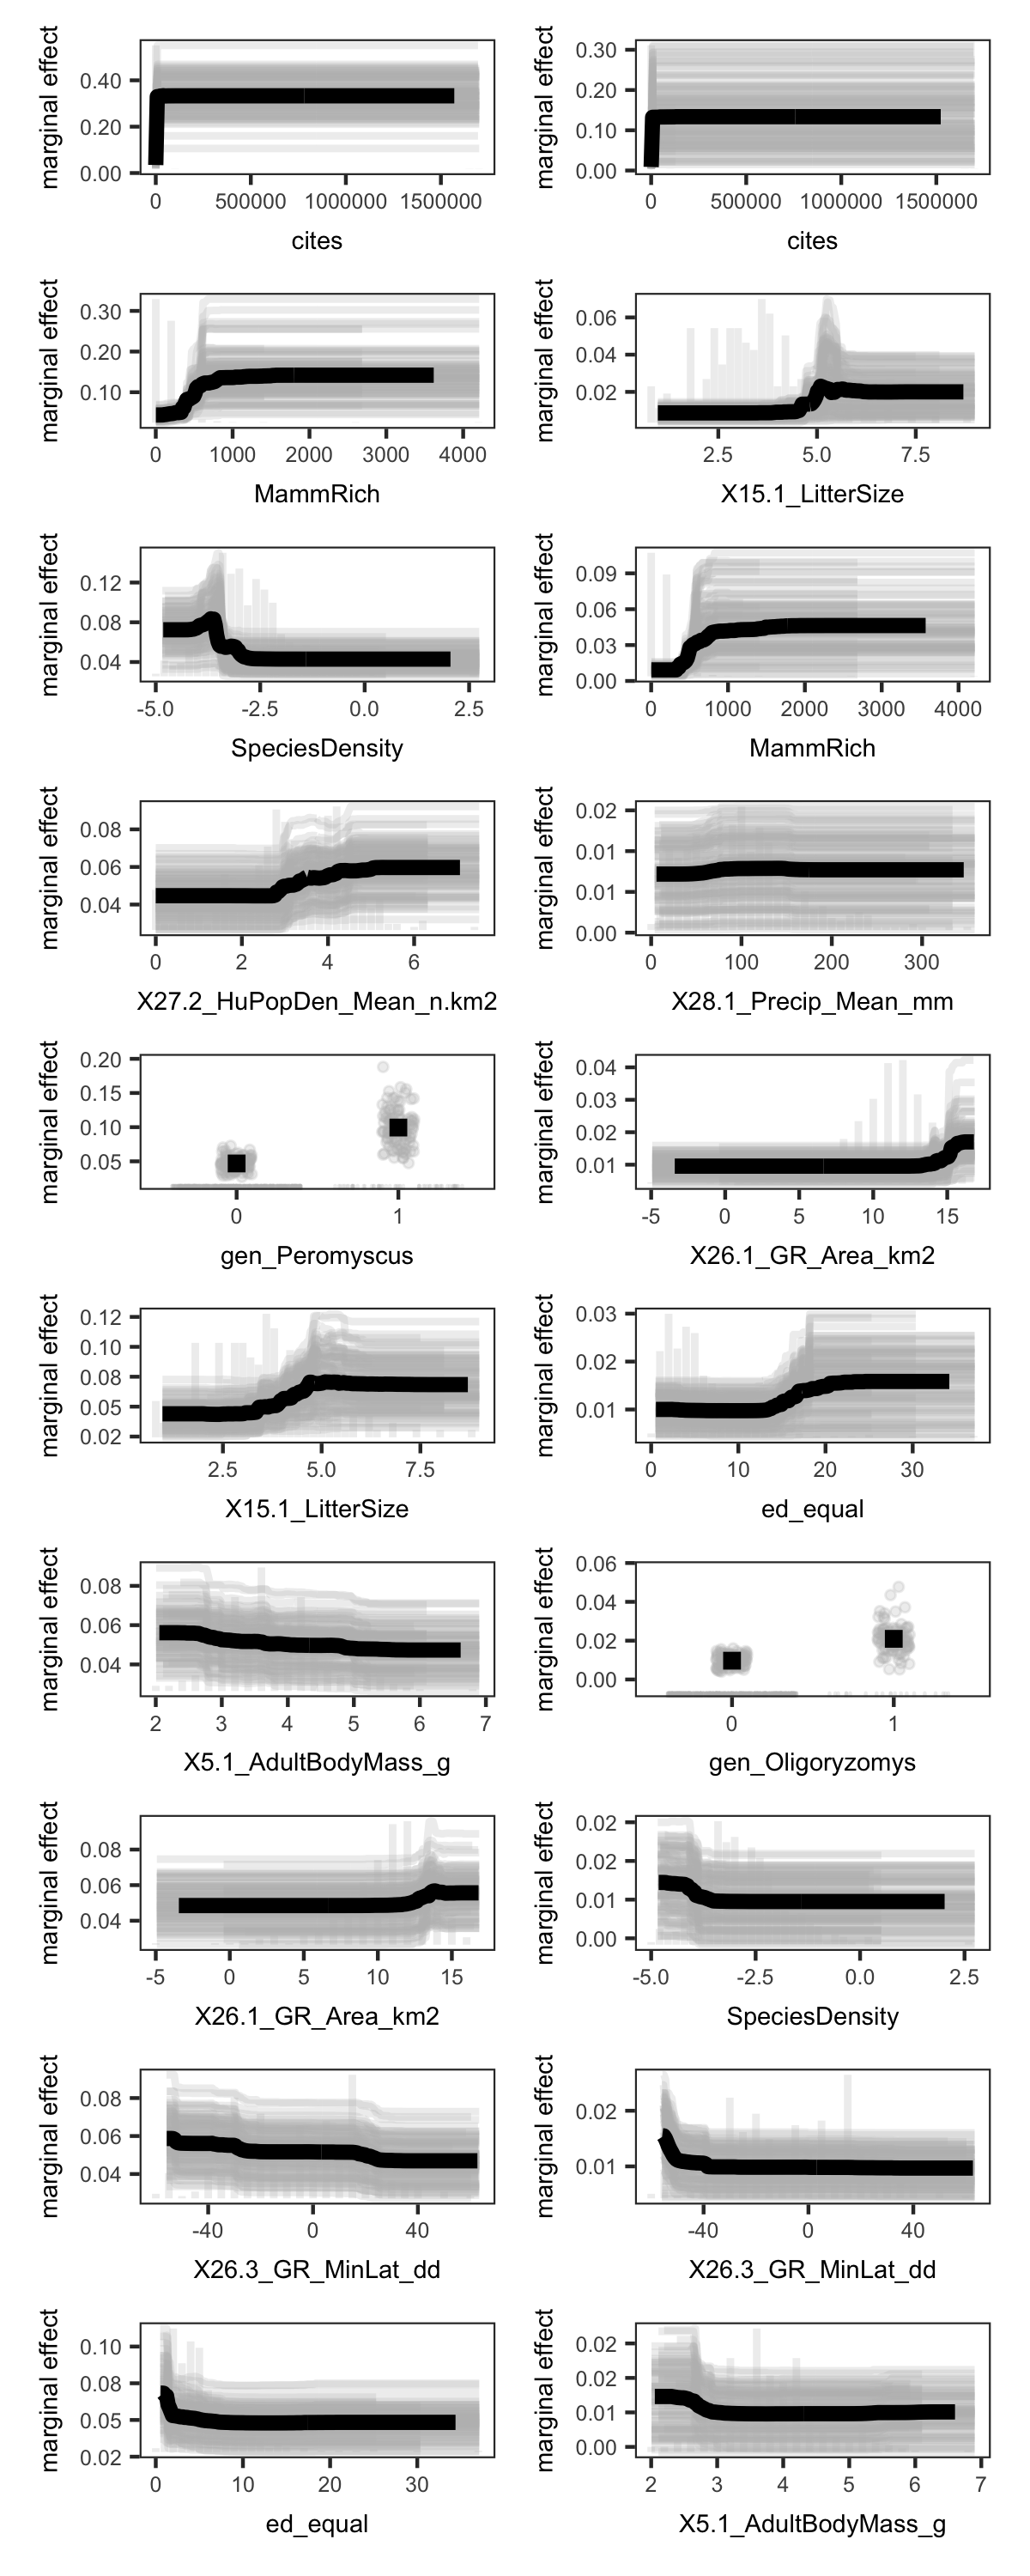 marginal effect
0.40
0.20
0.00
0 500000 1000000 1500000
cites
marginal effect
0.30
0.20
0.10
0.00
0 500000 1000000 1500000
cites
marginal effect
0.30
0.20
0.10
0 1000 2000 3000 4000
MammRich
marginal effect
0.06
0.04
0.02
2.5 5.0 7.5
X15.1_LitterSize
marginal effect
0.12
0.08
0.04
-5.0 -2.5 0.0 2.5
SpeciesDensity
marginal effect
0.09
0.06
0.03
0.00
0 1000 2000 3000 4000
MammRich
marginal effect
0.08
0.06
0.04
0 2 4 6
X27.2_HuPopDen_Mean_n.km2
marginal effect
0.02
0.01
0.01
0.00
0 100 200 300
X28.1_Precip_Mean_mm
marginal effect
0.20
0.15
0.10
0.05
0 1
gen_Peromyscus
marginal effect
0.04
0.03
0.02
0.01
-5 0 5 10 15
X26.1_GR_Area_km2
marginal effect
0.12
0.10
0.08
0.05
0.02
2.5 5.0 7.5
X15.1_LitterSize
marginal effect
0.03
0.02
0.01
0 10 20 30
ed_equal
marginal effect
0.08
0.06
0.04
2 3 4 5 6 7
X5.1_AdultBodyMass_g
marginal effect
0.06
0.04
0.02
0.00
0 1
gen_Oligoryzomys
marginal effect
0.08
0.06
0.04
-5 0 5 10 15
X26.1_GR_Area_km2
marginal effect
0.02
0.02
0.01
0.00
-5.0 -2.5 0.0 2.5
SpeciesDensity
marginal effect
0.08
0.06
0.04
-40 0 40
X26.3_GR_MinLat_dd
marginal effect
0.02
0.01
-40 0 40
X26.3_GR_MinLat_dd
marginal effect
0.10
0.08
0.05
0.02
0 10 20 30
ed_equal
marginal effect
0.02
0.02
0.01
0.00
2 3 4 5 6 7
X5.1_AdultBodyMass_g